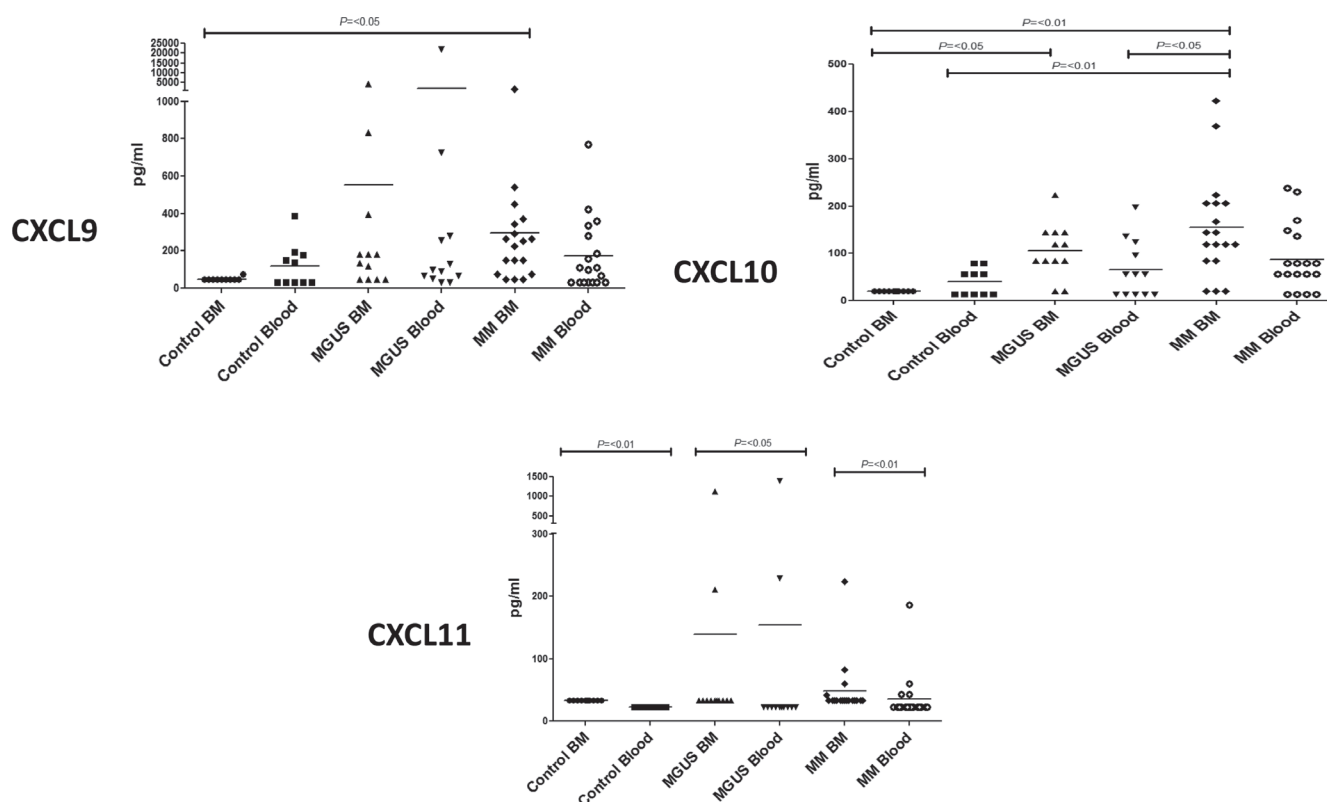 P=<0.05
25000
20000
15000
10000
5000
1000
800
600
400
200
0
pg/ml
CXCL9
Control BM
Control Blood
MGUS BM
MGUS Blood
MM BM
MM Blood
P=<0.01
P=<0.05
P=<0.05
P=<0.01
500
400
300
200
100
0
pg/ml
CXCL10
Control BM
Control Blood
MGUS BM
MGUS Blood
MM BM
MM Blood
P=<0.01
P=<0.05
P=<0.01
1500
1000
500
300
200
100
0
pg/ml
CXCL11
Control BM
Control Blood
MGUS BM
MGUS Blood
MM BM
MM Blood